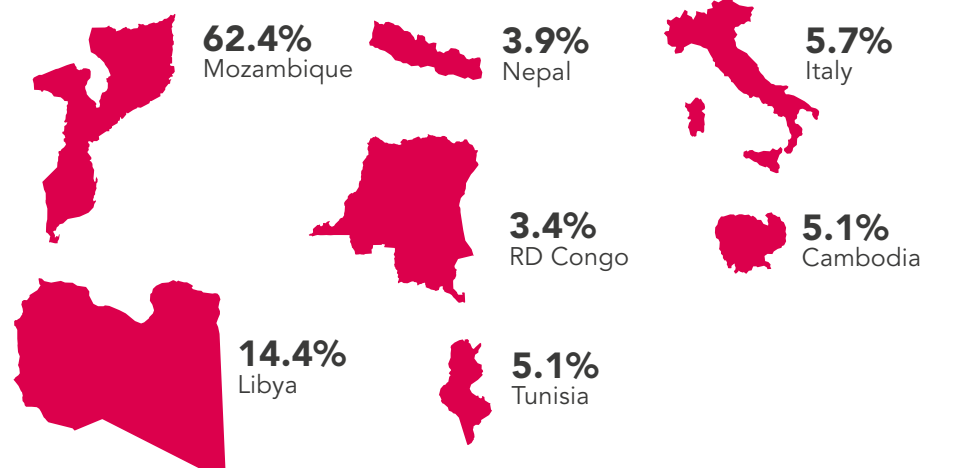 62.4%
Mozambique
3.9%
Nepal
5.7%
Italy
3.4%
RD Congo
5.1%
Cambodia
14.4%
Libya
5.1%
Tunisia